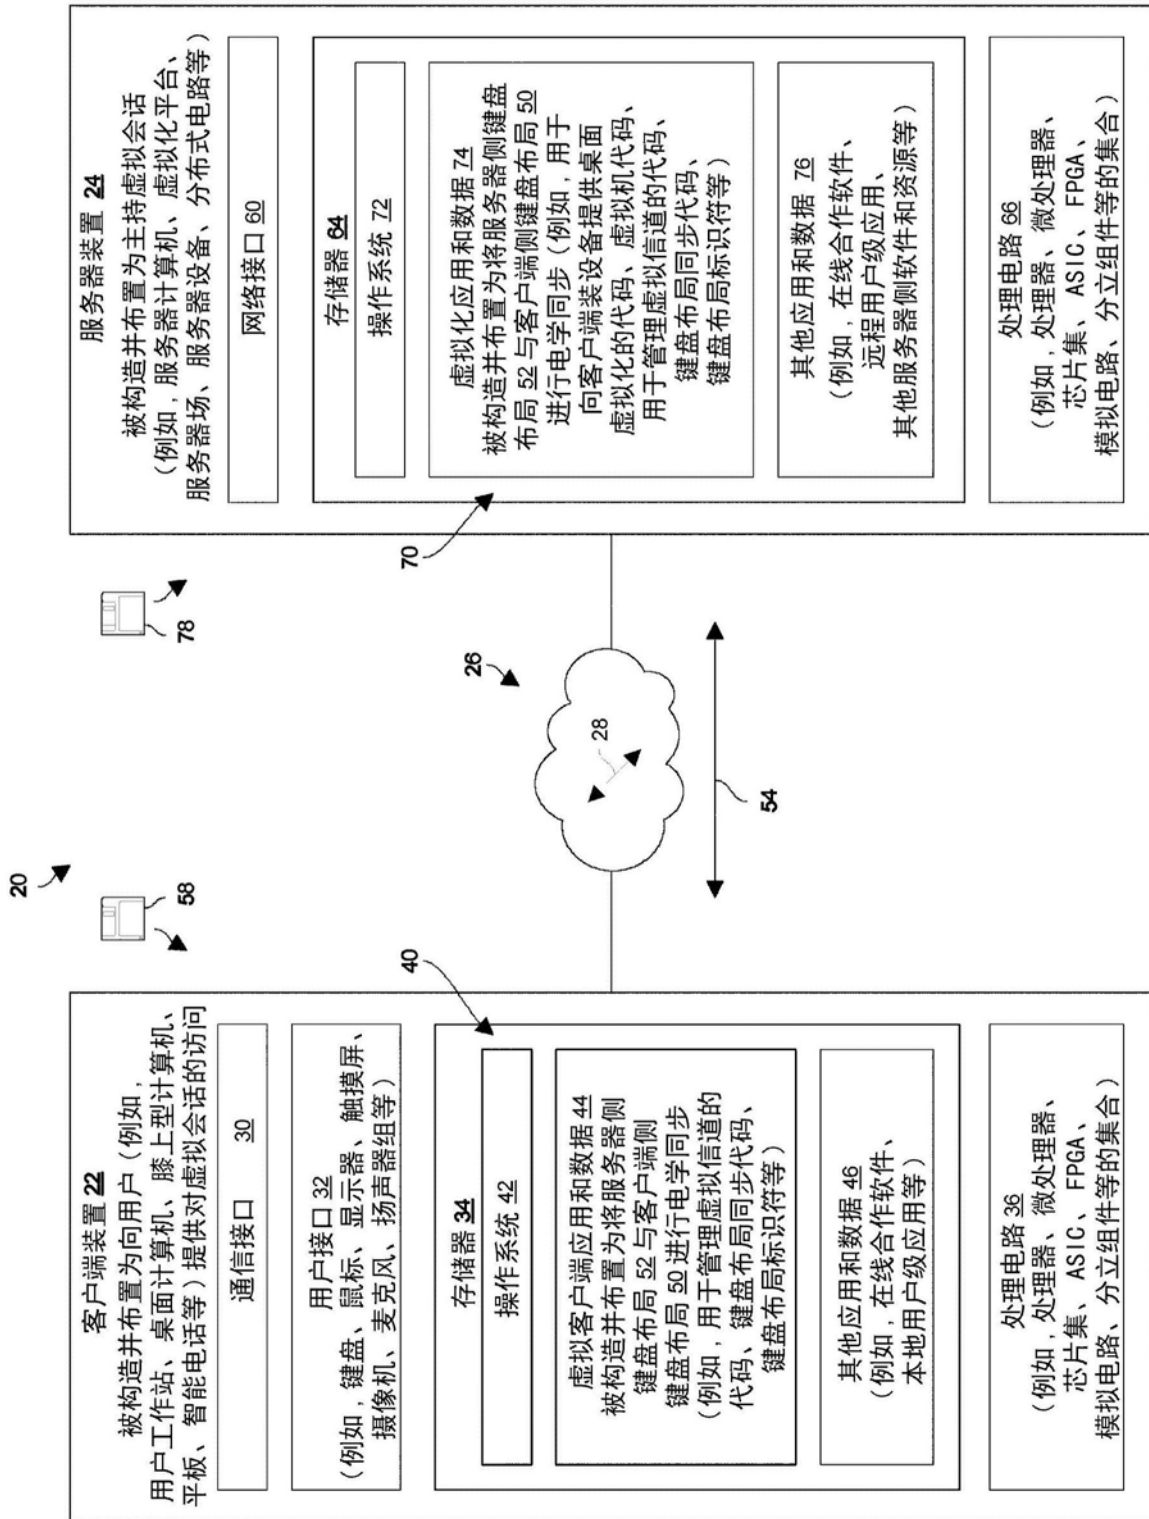 20
客户端装置 22
被构造并布置为向用户（例如，
用户工作站、桌面计算机、膝上型计算机、
平板、智能电话等）提供对虚拟会话的访问
通信接口 30
用户接口 32
（例如，键盘、鼠标、显示器、触摸屏、
摄像机、麦克风、扬声器组等）
存储器 34
操作系统 42
虚拟客户端应用和数据 44
被构造并布置为将服务器侧
键盘布局 52 与客户端侧
键盘布局 50 进行电学同步
（例如，用于管理虚拟信道的
代码、键盘布局同步代码、
键盘布局标识符等）
其他应用和数据 46
（例如，在线合作软件、
本地用户级应用等）
处理电路 36
（例如，处理器、微处理器、
芯片集、ASIC、FPGA、
模拟电路、分立组件等的集合）
40
58
78
26
28
54
70
服务器装置 24
被构造并布置为主持虚拟会话
（例如，服务器计算机、虚拟化平台、
服务器场、服务器设备、分布式电路等）
网络接口 60
存储器 64
操作系统 72
虚拟化应用和数据 74
被构造并布置为将服务器侧键盘
布局 52 与客户端侧键盘布局 50
进行电学同步（例如，用于
向客户端装设备提供桌面
虚拟化的代码、虚拟机代码、
用于管理虚拟信道的代码、
键盘布局同步代码、
键盘布局标识符等）
其他应用和数据 76
（例如，在线合作软件、
远程用户级应用、
其他服务器侧软件和资源等）
处理电路 66
（例如，处理器、微处理器、
芯片集、ASIC、FPGA、
模拟电路、分立组件等的集合）